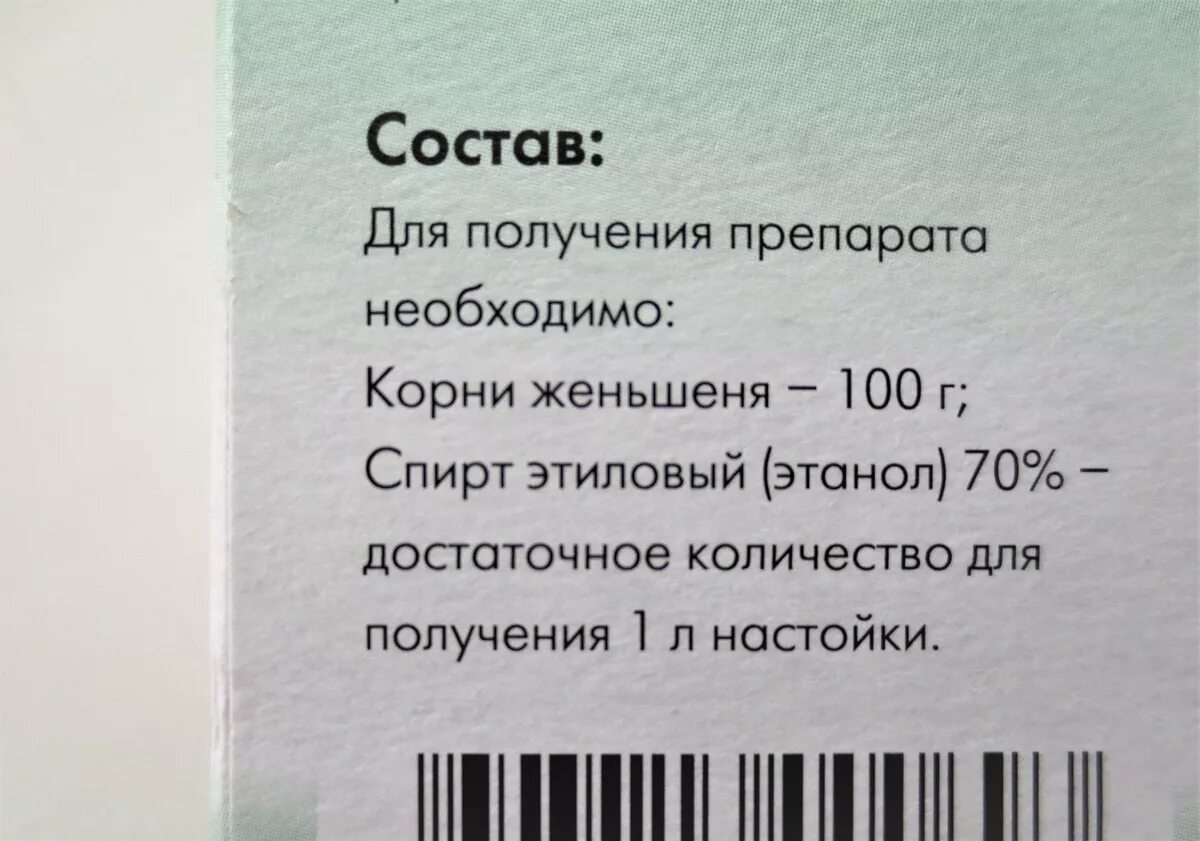 Состав:
Для получения препарата
необходимо:
Корни женьшеня – 100 г;
Спирт этиловый (этанол) 70% –
достаточное количество для
получения 1 л настойки.